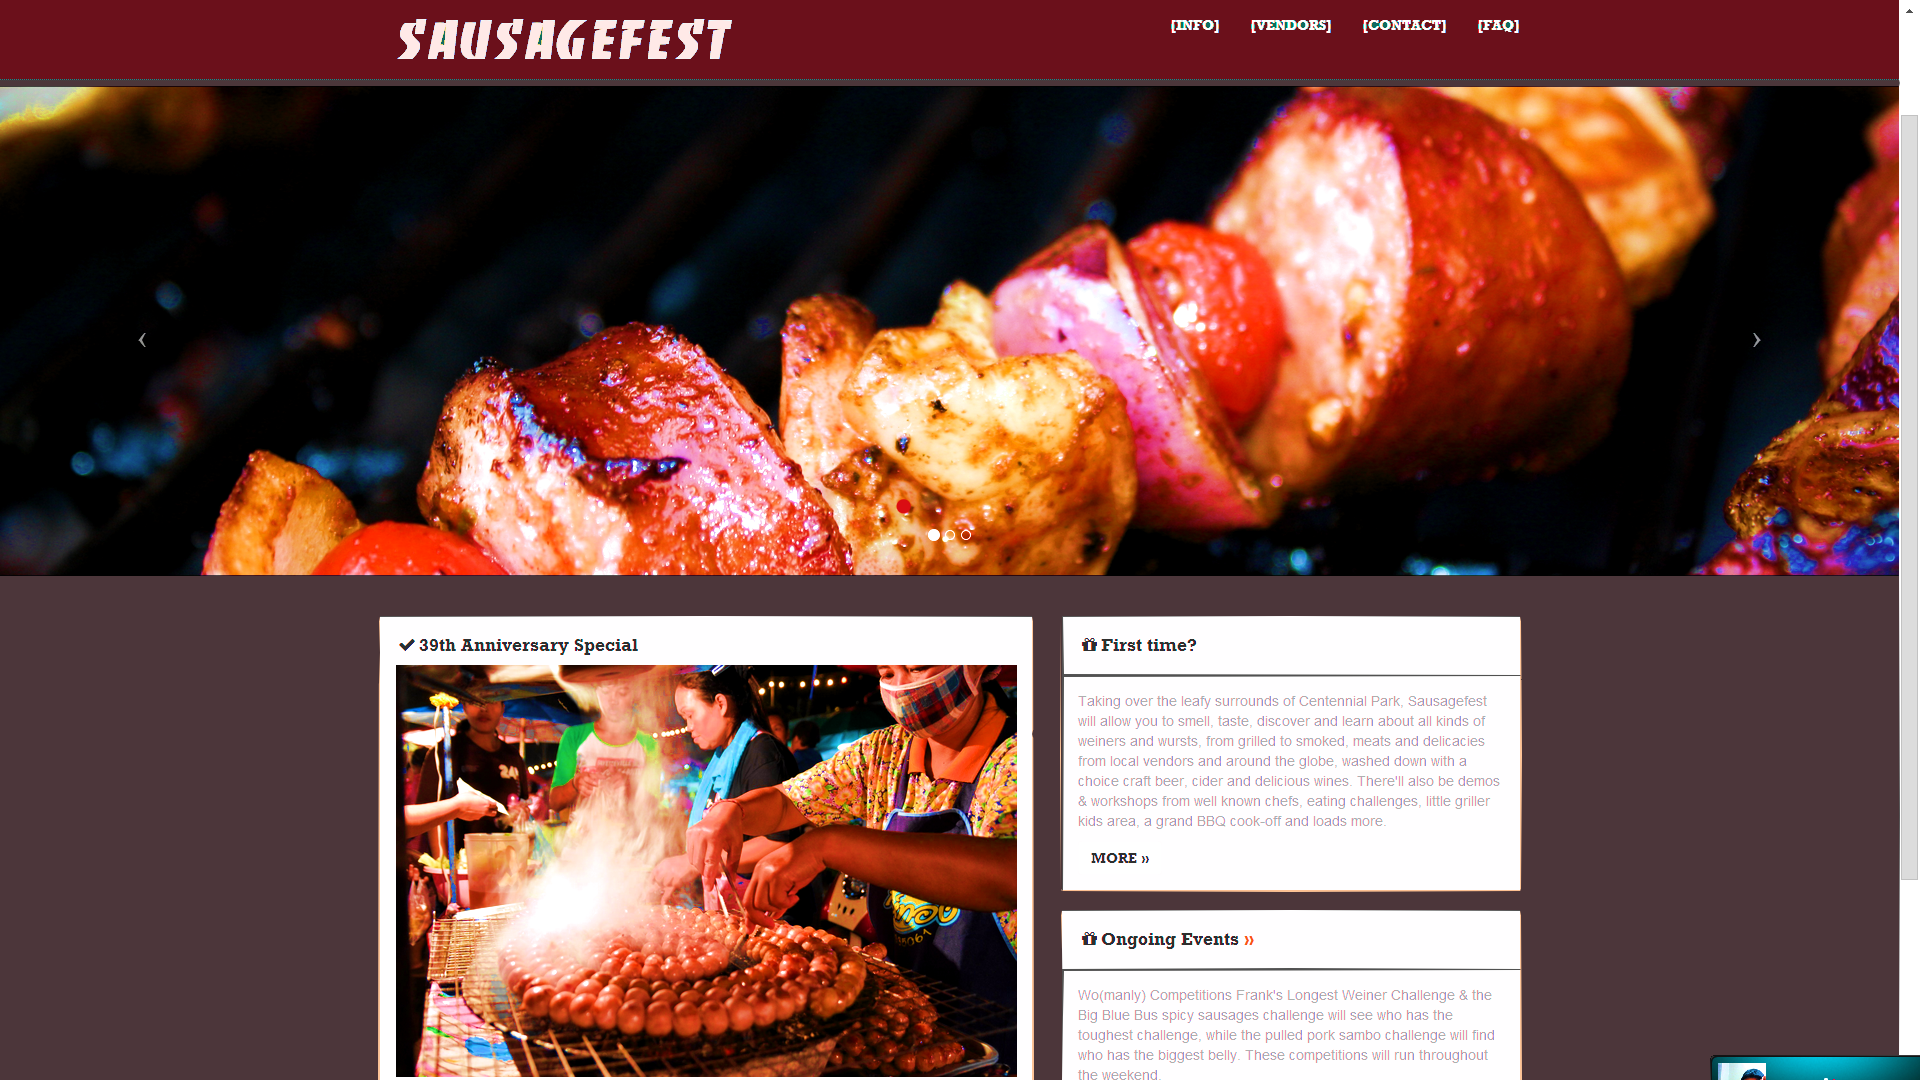 SAUSAGEFEST
[INFO] [VENDORS] [CONTACT] [FAQ]
39th Anniversary Special
First time?
Taking over the leafy surrounds of Centennial Park, Sausagefest
will allow you to smell, taste, discover and learn about all kinds of
weiners and wursts, from grilled to smoked, meats and delicacies
from local vendors and around the globe, washed down with a
choice craft beer, cider and delicious wines. There'll also be demos
& workshops from well known chefs, eating challenges, little griller
kids area, a grand BBQ cook-off and loads more.
MORE »
Ongoing Events »
Wo(manly) Competitions Frank's Longest Weiner Challenge & the
Big Blue Bus spicy sausages challenge will see who has the
toughest challenge, while the pulled pork sambo challenge will find
who has the biggest belly. These competitions will run throughout
the weekend.